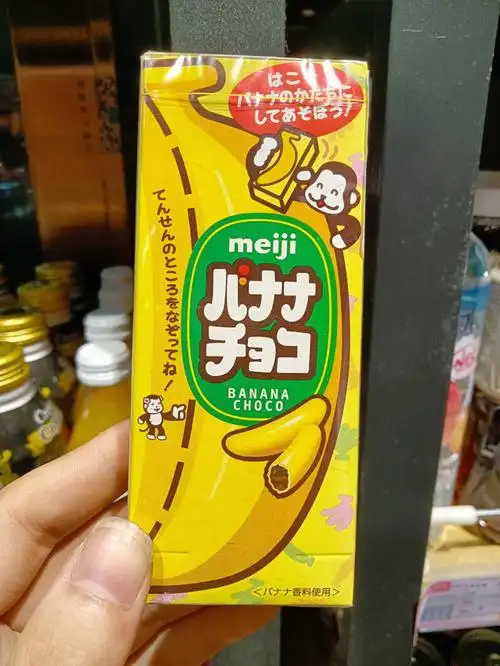 はこを
バナナのかたちに
してあそぼう!
てんせんのところをなぞってね!
meiji
バナナ
チョコ
BANANA
CHOCO
<バナナ香料使用>